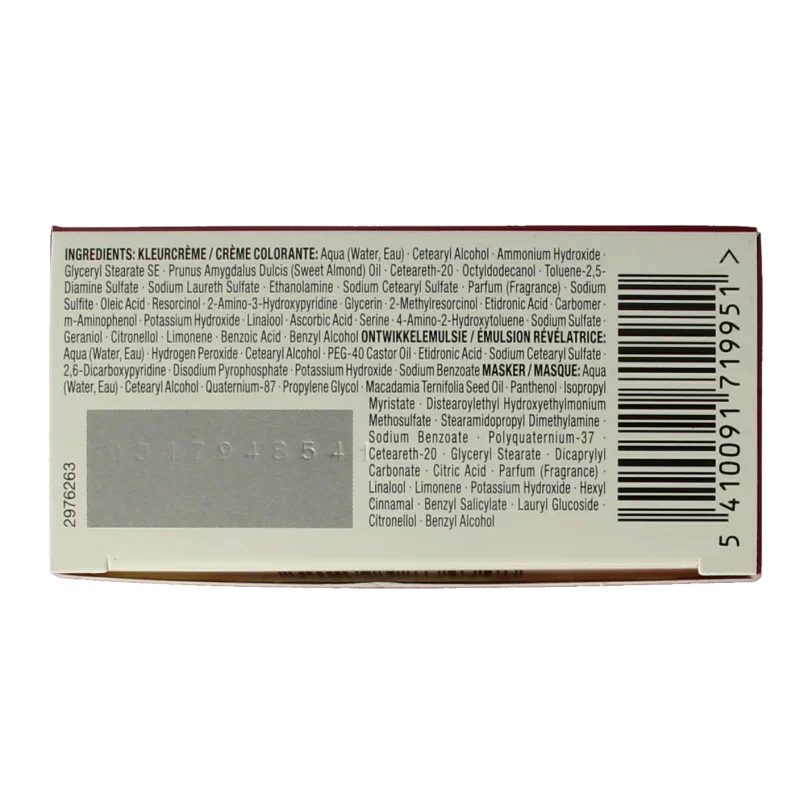 INGREDIENTS: KLEURCRÈME / CRÈME COLORANTE: Aqua (Water, Eau) · Cetearyl Alcohol · Ammonium Hydroxide ·
Glyceryl Stearate SE · Prunus Amygdalus Dulcis (Sweet Almond) Oil · Ceteareth-20 · Octyldodecanol · Toluene-2,5-
Diamine Sulfate · Sodium Laureth Sulfate · Ethanolamine · Sodium Cetearyl Sulfate · Parfum (Fragrance) · Sodium
Sulfite · Oleic Acid · Resorcinol · 2-Amino-3-Hydroxypyridine · Glycerin · 2-Methylresorcinol · Etidronic Acid · Carbomer ·
m-Aminophenol · Potassium Hydroxide · Linalool · Ascorbic Acid · Serine · 4-Amino-2-Hydroxytoluene · Sodium Sulfate ·
Geraniol · Citronellol · Limonene · Benzoic Acid · Benzyl Alcohol ONTWIKKELEMULSIE / ÉMULSION RÉVÉLATRICE:
Aqua (Water, Eau) · Hydrogen Peroxide · Cetearyl Alcohol · PEG-40 Castor Oil · Etidronic Acid · Sodium Cetearyl Sulfate ·
2,6-Dicarboxypyridine · Disodium Pyrophosphate · Potassium Hydroxide · Sodium Benzoate MASKER / MASQUE: Aqua
(Water, Eau) · Cetearyl Alcohol · Quaternium-87 · Propylene Glycol · Macadamia Ternifolia Seed Oil · Panthenol · Isopropyl
Myristate · Distearoylethyl Hydroxyethylmonium
Methosulfate · Stearamidopropyl Dimethylamine ·
Sodium Benzoate · Polyquaternium-37 ·
Ceteareth-20 · Glyceryl Stearate · Dicaprylyl
Carbonate · Citric Acid · Parfum (Fragrance) ·
Linalool · Limonene · Potassium Hydroxide · Hexyl
Cinnamal · Benzyl Salicylate · Lauryl Glucoside ·
Citronellol · Benzyl Alcohol
2976263
5 410091 719951 >